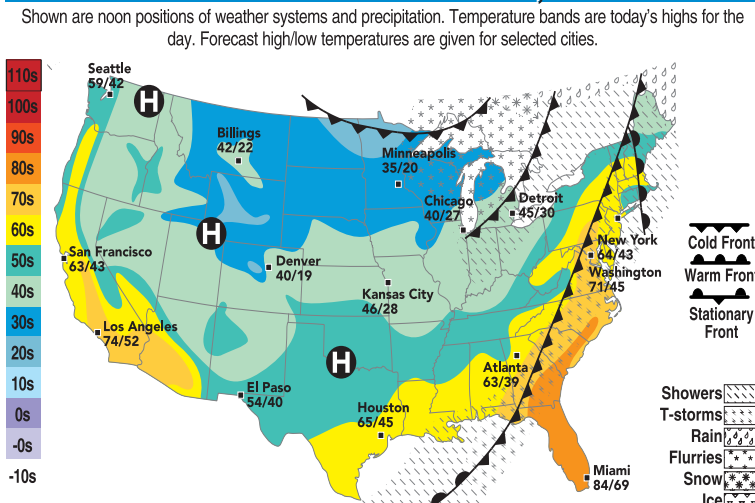 Shown are noon positions of weather systems and precipitation. Temperature bands are today's highs for the
day. Forecast high/low temperatures are given for selected cities.
110s
100s
90s
80s
70s
60s
50s
40s
30s
20s
10s
0s
-0s
-10s
Seattle
59/42
H
Billings
42/22
Minneapolis
35/20
Chicago
40/27
Detroit
45/30
H
San Francisco
63/43
Denver
40/19
New York
64/43
Washington
71/45
Kansas City
46/28
Los Angeles
74/52
H
El Paso
54/40
Atlanta
63/39
Houston
65/45
Miami
84/69
Cold Front
Warm Front
Stationary
Front
Showers
T-storms
Rain
Flurries
Snow
Ice